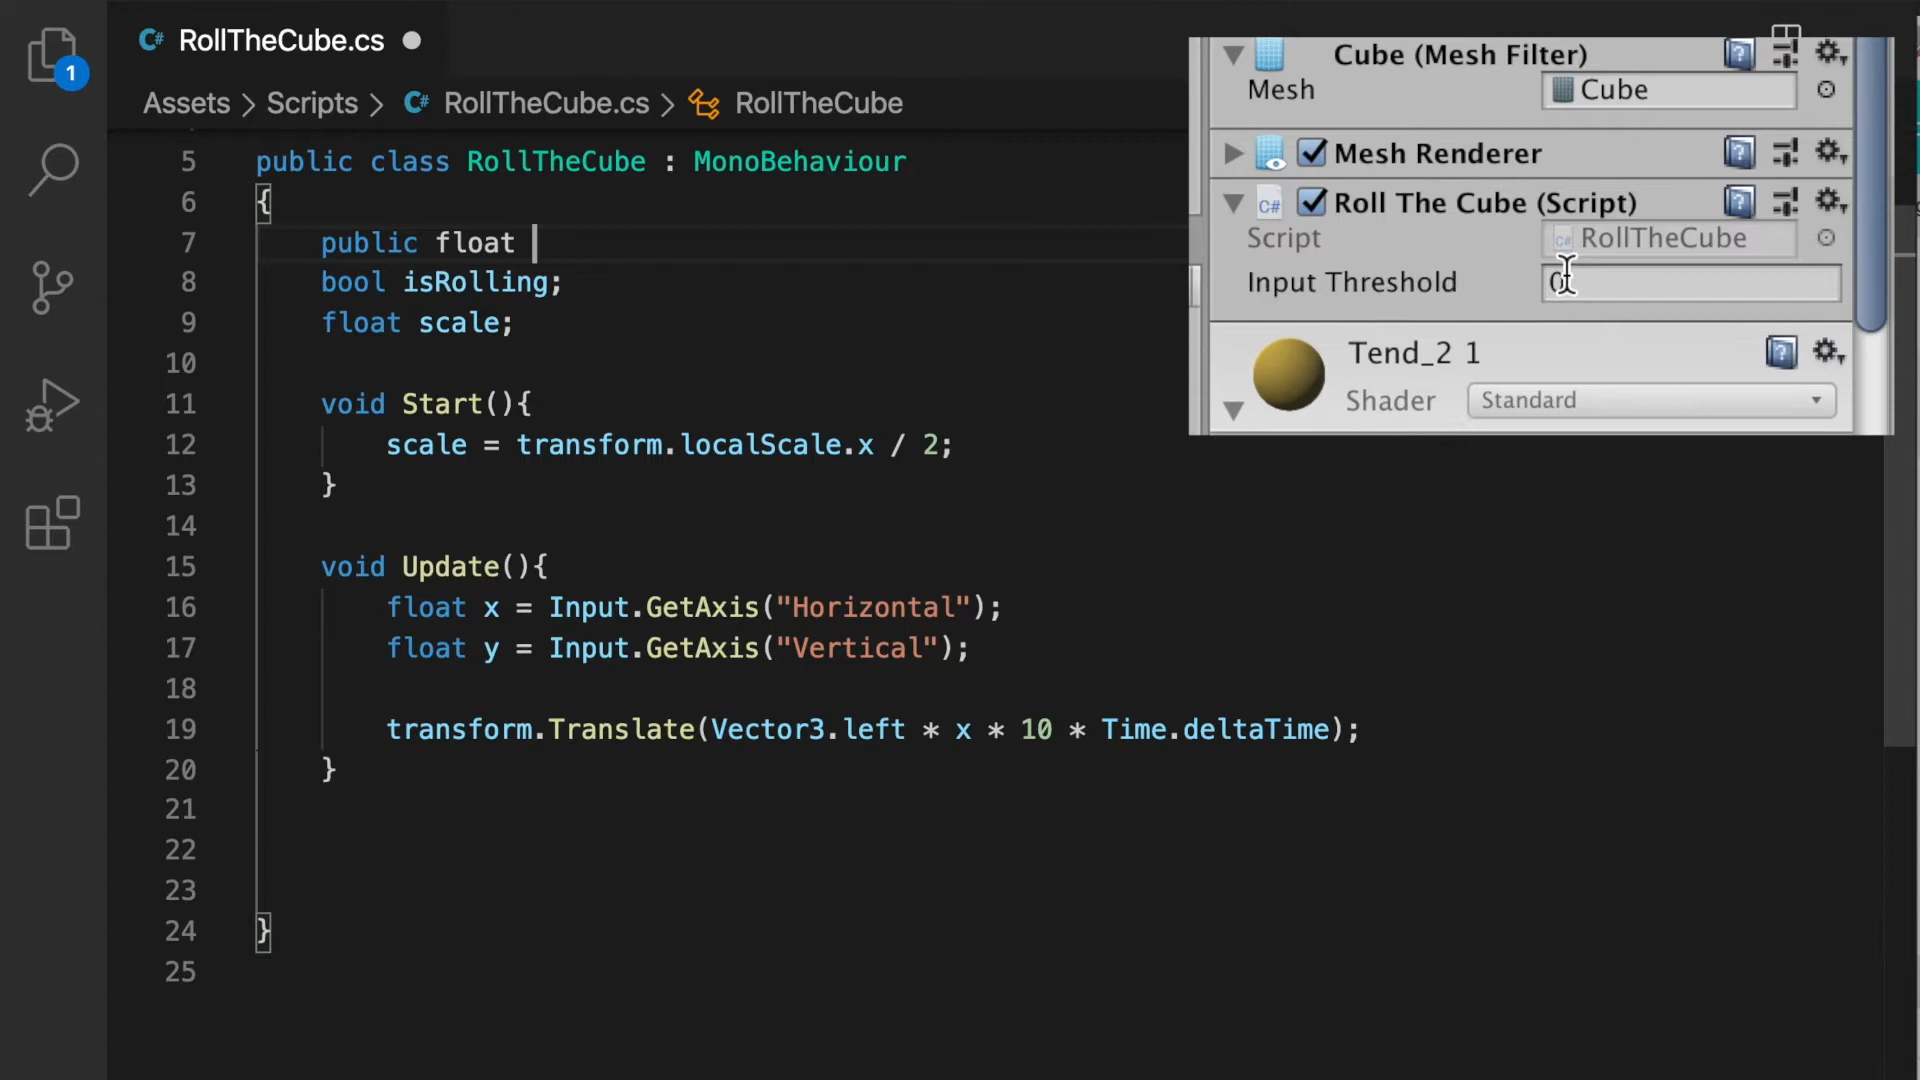 RollTheCube.cs
1
Assets > Scripts > RollTheCube.cs > RollTheCube
5 public class RollTheCube : MonoBehaviour
6 {
7 public float
8 bool isRolling;
9 float scale;
10
11 void Start(){
12 scale = transform.localScale.x / 2;
13 }
14
15 void Update(){
16 float x = Input.GetAxis("Horizontal");
17 float y = Input.GetAxis("Vertical");
18
19 transform.Translate(Vector3.left * x * 10 * Time.deltaTime);
20 }
21
22
23
24 }
25
Cube (Mesh Filter)
Mesh Cube
Mesh Renderer
C# Roll The Cube (Script)
Script RollTheCube
Input Threshold 0
Tend_2 1
Shader Standard